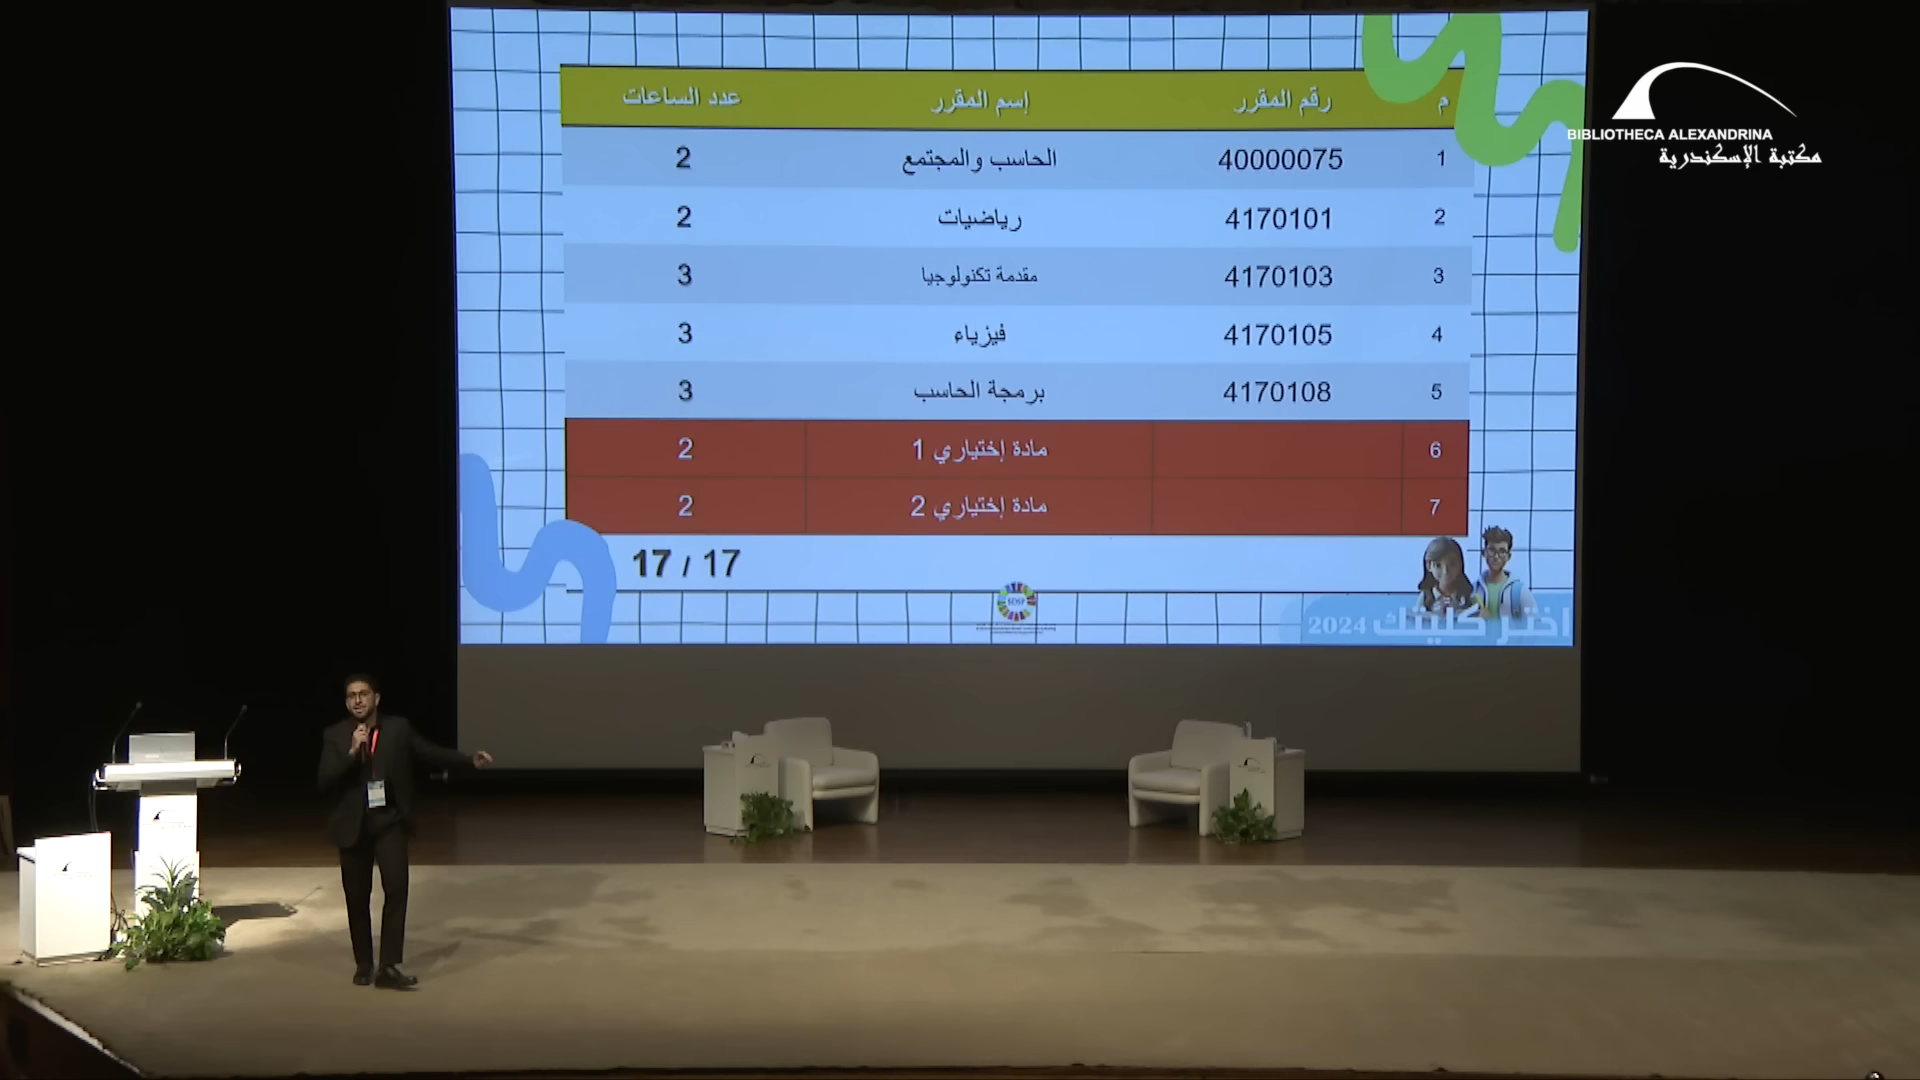 م رقم المقرر إسم المقرر عدد الساعات
1 40000075 الحاسب والمجتمع 2
2 4170101 رياضيات 2
3 4170103 مقدمة تكنولوجيا 3
4 4170105 فيزياء 3
5 4170108 برمجة الحاسب 3
6 مادة إختياري 1 2
7 مادة إختياري 2 2
17 / 17
اختر كليتك 2024
BIBLIOTHECA ALEXANDRINA
مكتبة الإسكندرية